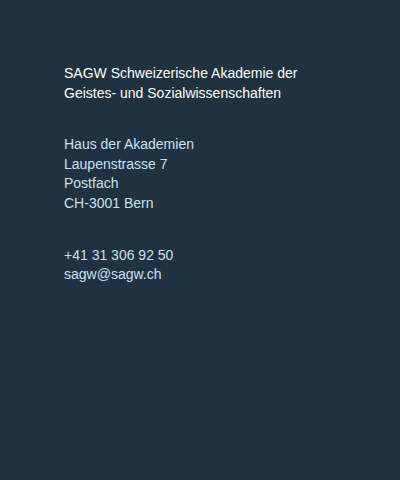 SAGW Schweizerische Akademie der
Geistes- und Sozialwissenschaften
Haus der Akademien
Laupenstrasse 7
Postfach
CH-3001 Bern
+41 31 306 92 50
sagw@sagw.ch